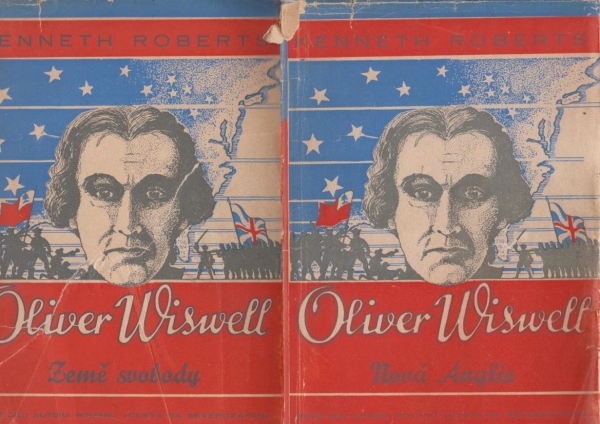 KENNETH ROBERTS
Oliver Wiswell
Země svobody
KENNETH ROBERTS
Oliver Wiswell
Nová Anglie